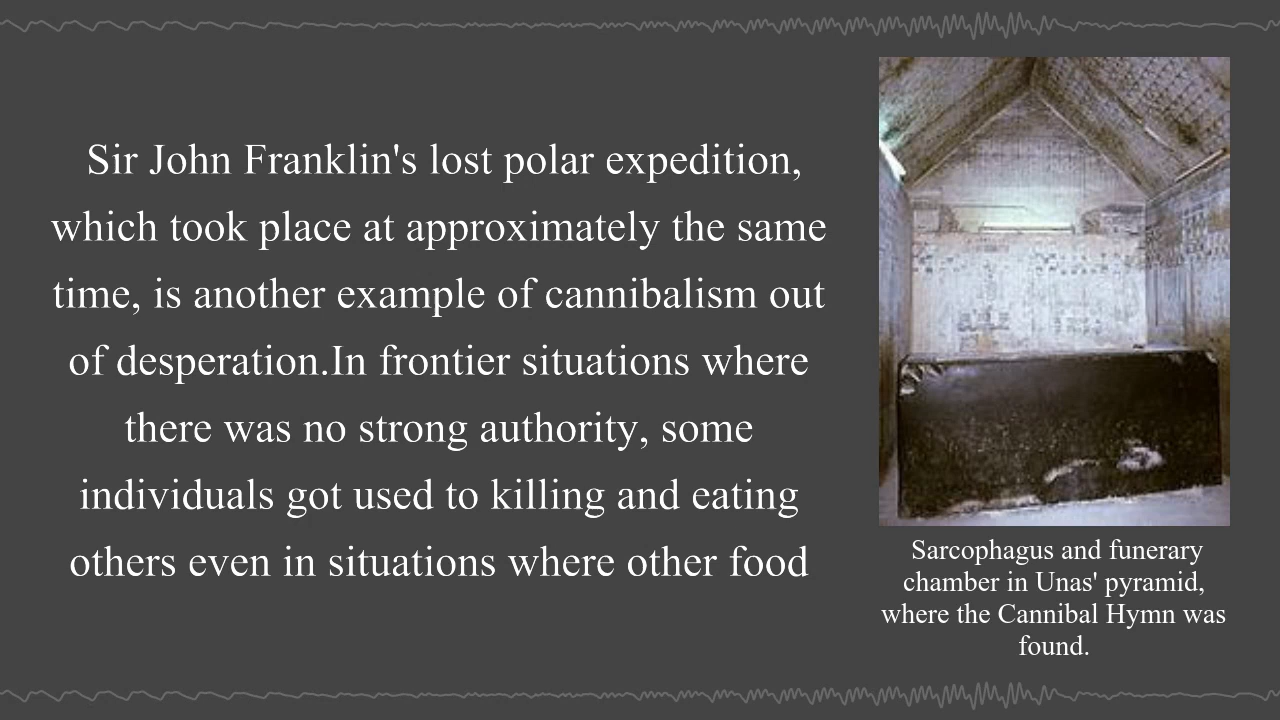 Sir John Franklin's lost polar expedition,
which took place at approximately the same
time, is another example of cannibalism out
of desperation.In frontier situations where
there was no strong authority, some
individuals got used to killing and eating
others even in situations where other food
Sarcophagus and funerary
chamber in Unas' pyramid,
where the Cannibal Hymn was
found.